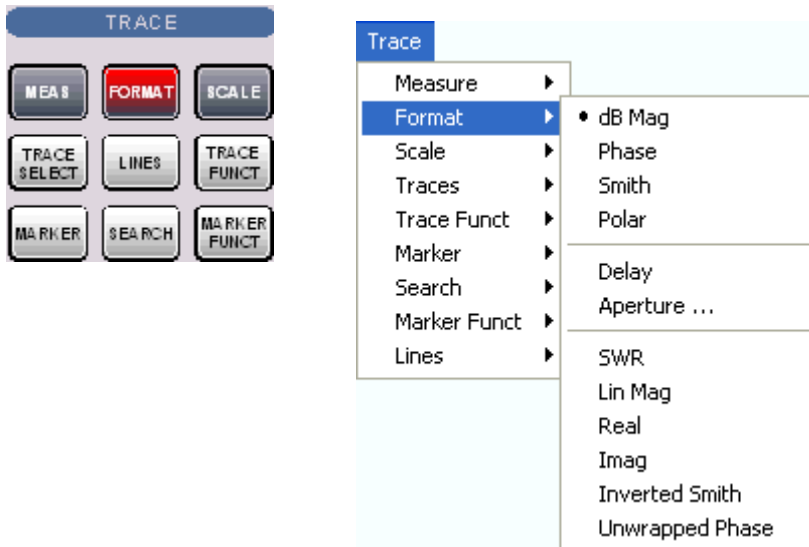 TRACE
MEAS FORMAT SCALE
TRACE SELECT LINES TRACE FUNCT
MARKER SEARCH MARKER FUNCT
Trace
Measure
Format
Scale
Traces
Trace Funct
Marker
Search
Marker Funct
Lines
dB Mag
Phase
Smith
Polar
Delay
Aperture ...
SWR
Lin Mag
Real
Imag
Inverted Smith
Unwrapped Phase